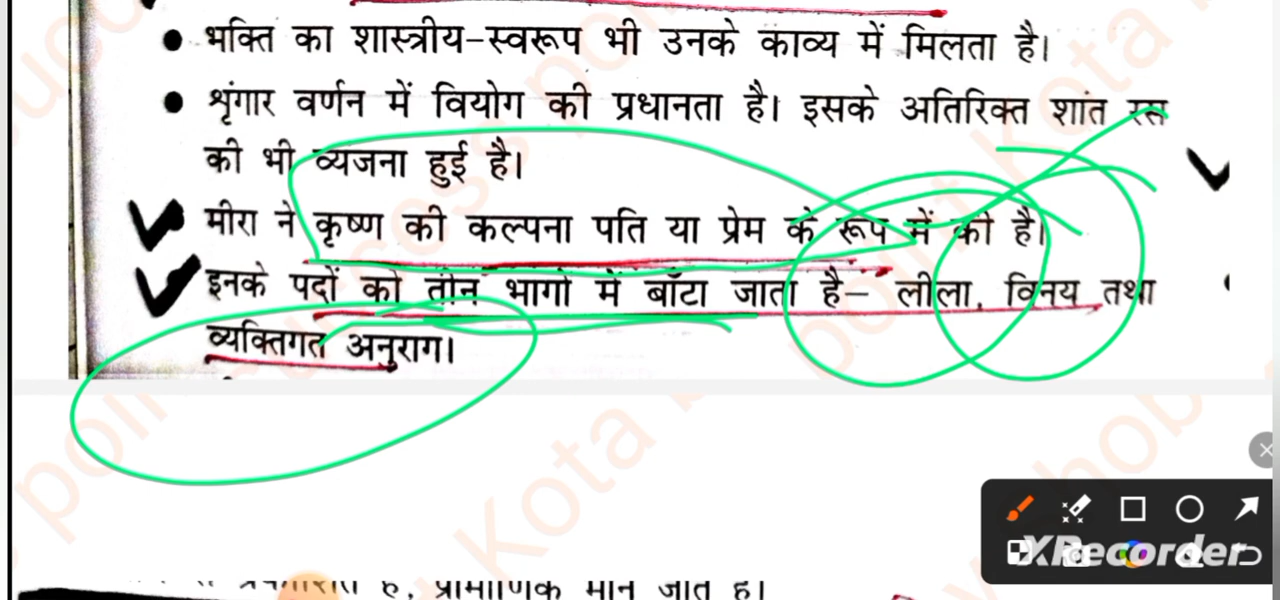 ● भक्ति का शास्त्रीय-स्वरूप भी उनके काव्य में मिलता है।
● शृंगार वर्णन में वियोग की प्रधानता है। इसके अतिरिक्त शांत रस
की भी व्यजना हुई है।
मीरा ने कृष्ण की कल्पना पति या प्रेम के रूप में की है।
इनके पदों को तीन भागों में बाँटा जाता है– लीला, विनय तथा
व्यक्तिगत अनुराग।
XRecorder
है, प्रामाणिक माने जाते है।